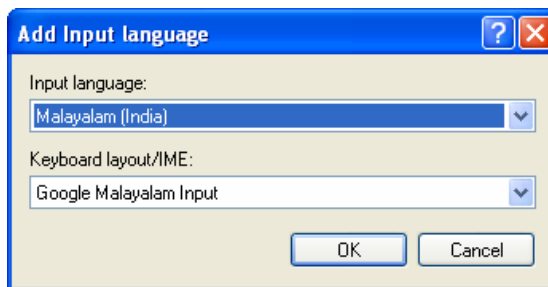 Add Input language
Input language:
Malayalam (India)
Keyboard layout/IME:
Google Malayalam Input
OK Cancel